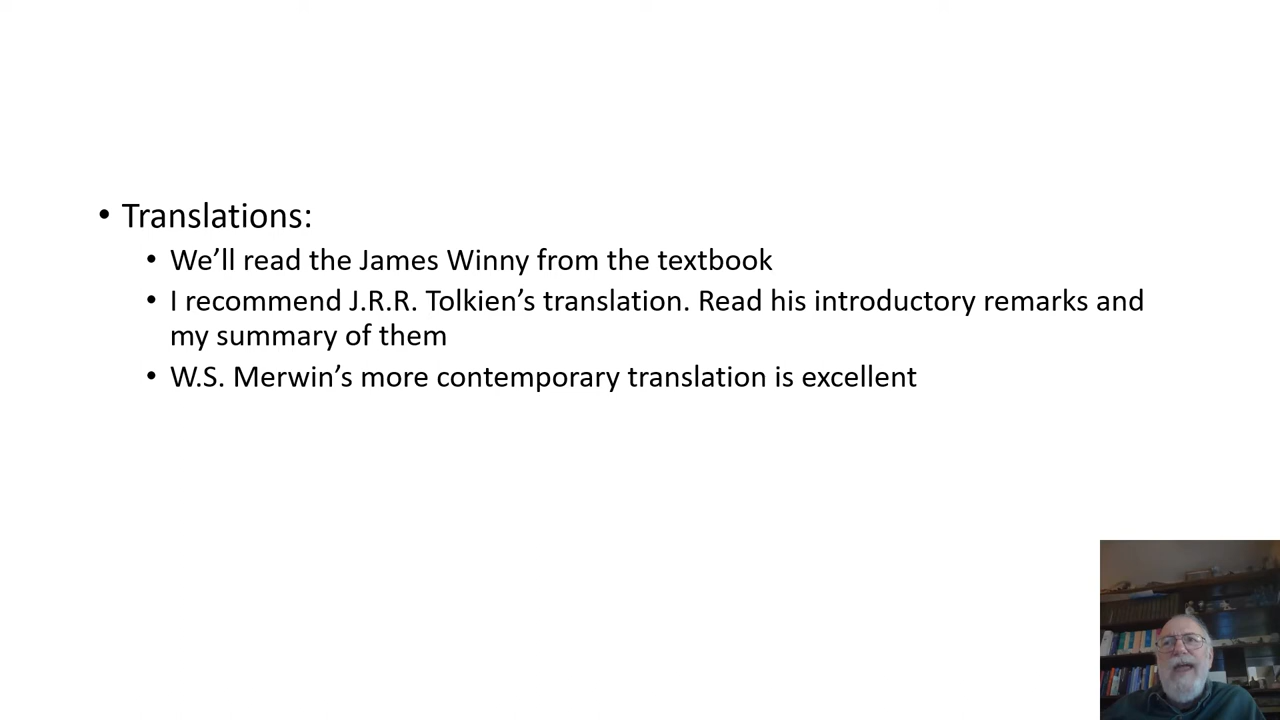 • Translations:
• We’ll read the James Winny from the textbook
• I recommend J.R.R. Tolkien’s translation. Read his introductory remarks and
my summary of them
• W.S. Merwin’s more contemporary translation is excellent